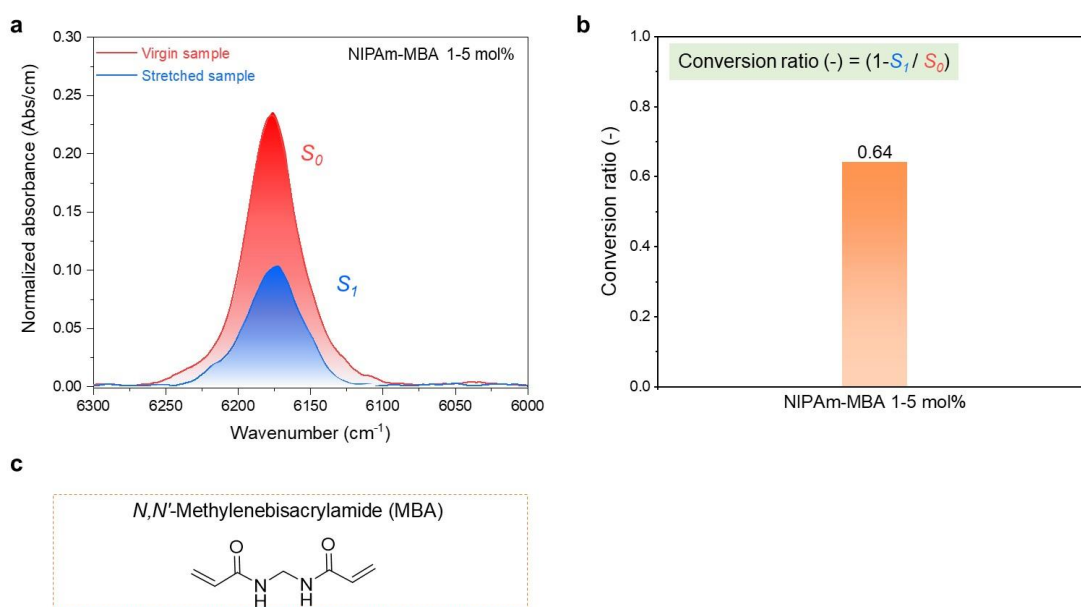 a
0.30
Virgin sample
NIPAm-MBA 1-5 mol%
Stretched sample
0.25
0.20
0.15
0.10
0.05
0.00
S0
S1
Normalized absorbance (Abs/cm)
6300
6250
6200
6150
6100
6050
6000
Wavenumber (cm-1)
b
1.0
Conversion ratio (-) = (1-S1/ S0)
0.8
0.64
0.6
0.4
0.2
0.0
Conversion ratio (-)
NIPAm-MBA 1-5 mol%
c
N,N'-Methylenebisacrylamide (MBA)
O
O
N
H
N
H